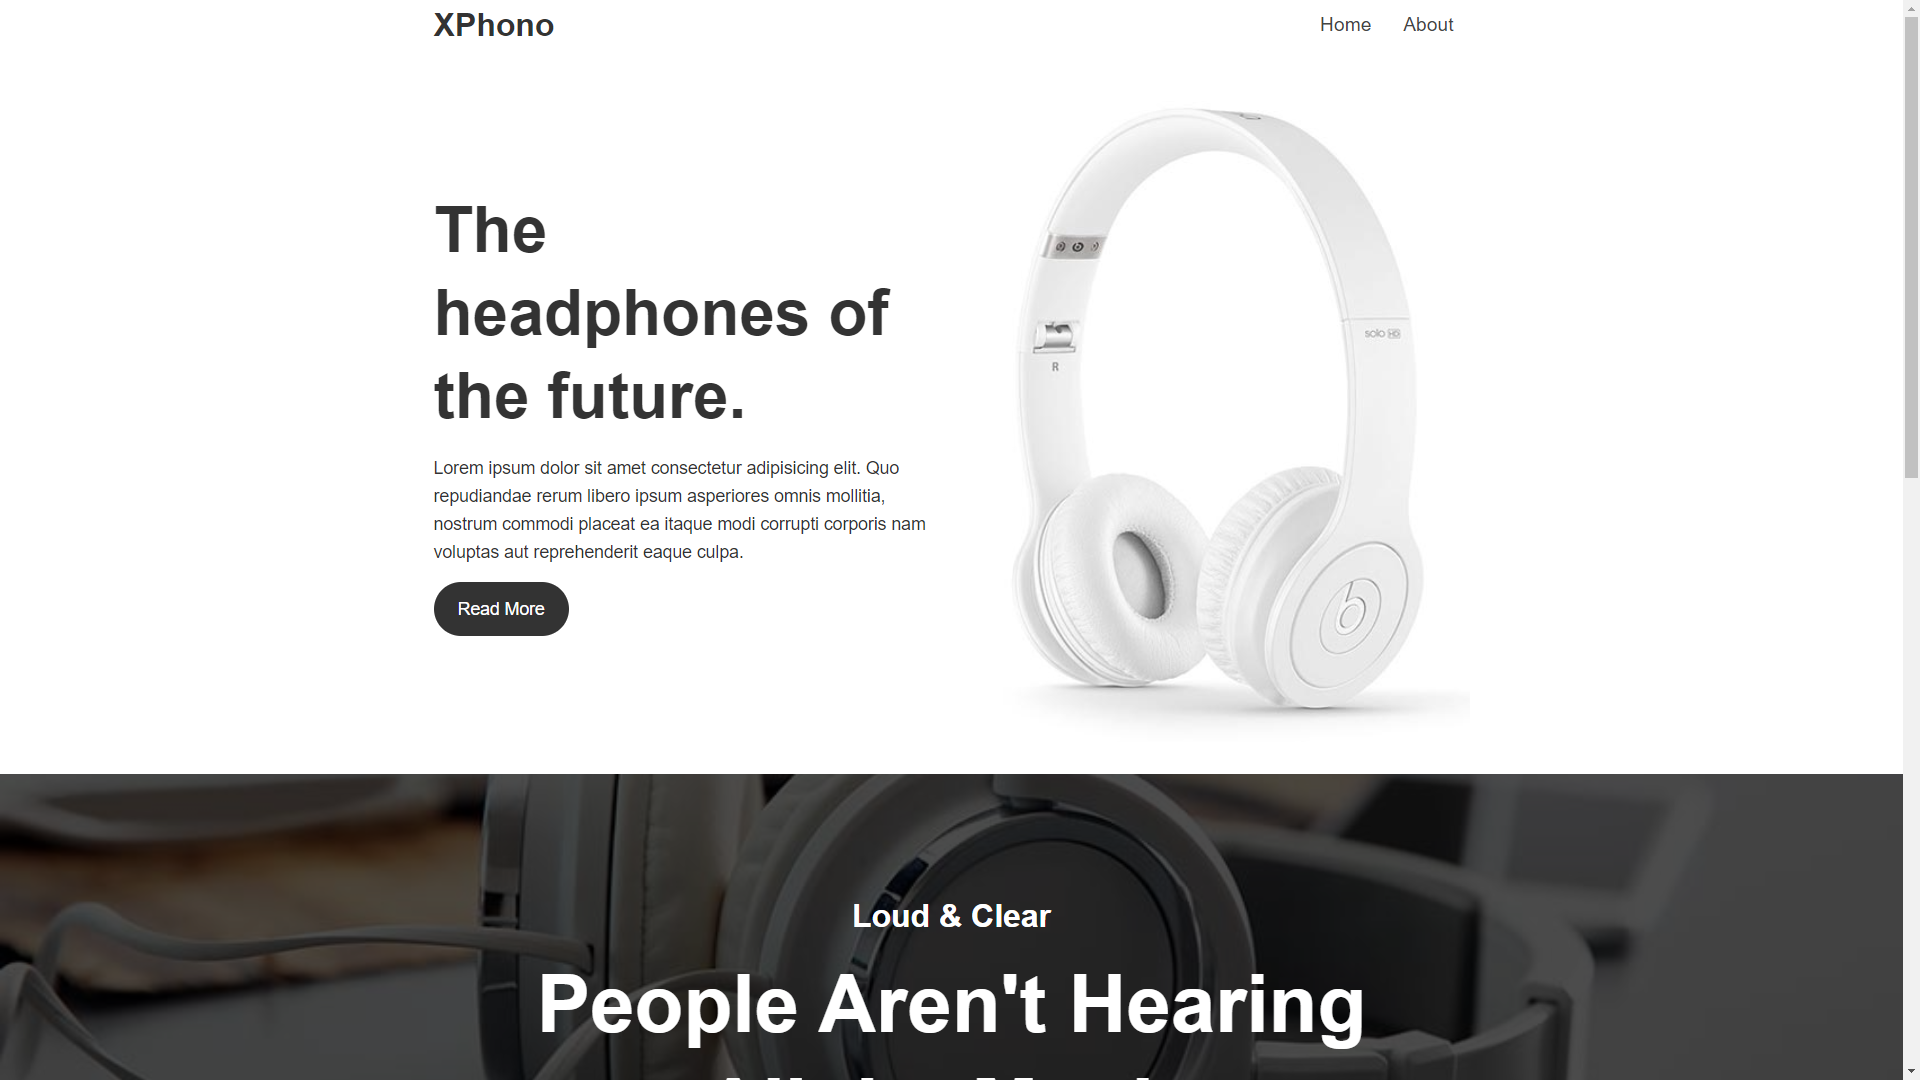 XPhono
Home
About
The
headphones of
the future.
Lorem ipsum dolor sit amet consectetur adipisicing elit. Quo
repudiandae rerum libero ipsum asperiores omnis mollitia,
nostrum commodi placeat ea itaque modi corrupti corporis nam
voluptas aut reprehenderit eaque culpa.
Read More
solo HD
R
Loud & Clear
People Aren't Hearing